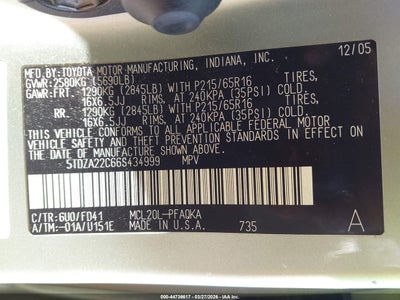 MFD BY:TOYOTA MOTOR MANUFACTURING, INDIANA, INC. 12/05
GVWR: 2580KG (5690LB)
GAWR:FRT 1290KG (2845LB) WITH P215/65R16 TIRES,
16X6.5JJ RIMS, AT 240KPA (35PSI) COLD
RR. 1290KG (2845LB) WITH P215/65R16 TIRES,
16X6.5JJ RIMS, AT 240KPA (35PSI) COLD
THIS VEHICLE CONFORMS TO ALL APPLICABLE FEDERAL MOTOR
VEHICLE SAFETY, BUMPER, AND THEFT PREVENTION STANDARDS IN
EFFECT ON THE DATE OF MANUFACTURE SHOWN ABOVE.
5TDZA22C66S434999 MPV
C/TR:6U0/FD41 MCL20L-PFAQKA
A/TM:-01A/U151E MADE IN U.S.A. 735 A
000-44739617 - 03/27/2026 - IAAI.COM